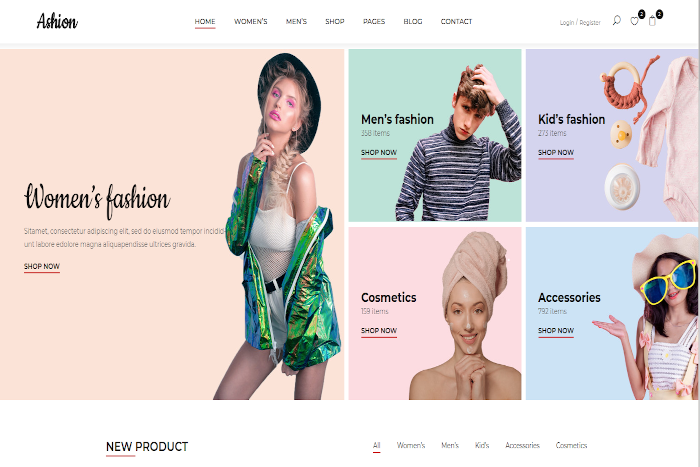 Ashion
HOME WOMEN'S MEN'S SHOP PAGES BLOG CONTACT
Login / Register
2
2
Women's fashion
Sitamet, consectetur adipiscing elit, sed do eiusmod tempor incidid
unt labore edolore magna aliquapendisse ultrices gravida.
SHOP NOW
Men's fashion
358 items
SHOP NOW
Kid's fashion
273 items
SHOP NOW
Cosmetics
159 items
SHOP NOW
Accessories
792 items
SHOP NOW
NEW PRODUCT
All Women's Men's Kid's Accessories Cosmetics